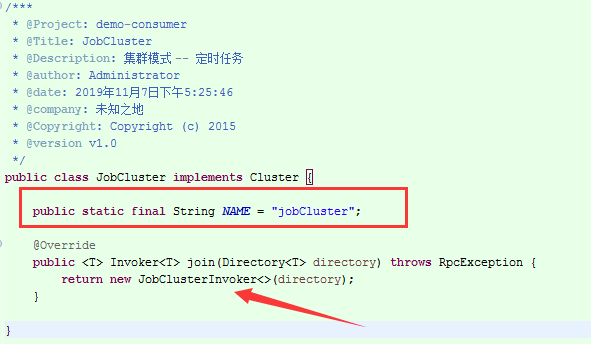 /***
 * @Project: demo-consumer
 * @Title: JobCluster
 * @Description: 集群模式 -- 定时任务
 * @author: Administrator
 * @date: 2019年11月7日下午5:25:46
 * @company: 未知之地
 * @Copyright: Copyright (c) 2015
 * @version v1.0
 */
public class JobCluster implements Cluster {
    public static final String NAME = "jobCluster";
    @Override
    public <T> Invoker<T> join(Directory<T> directory) throws RpcException {
        return new JobClusterInvoker<>(directory);
    }
}